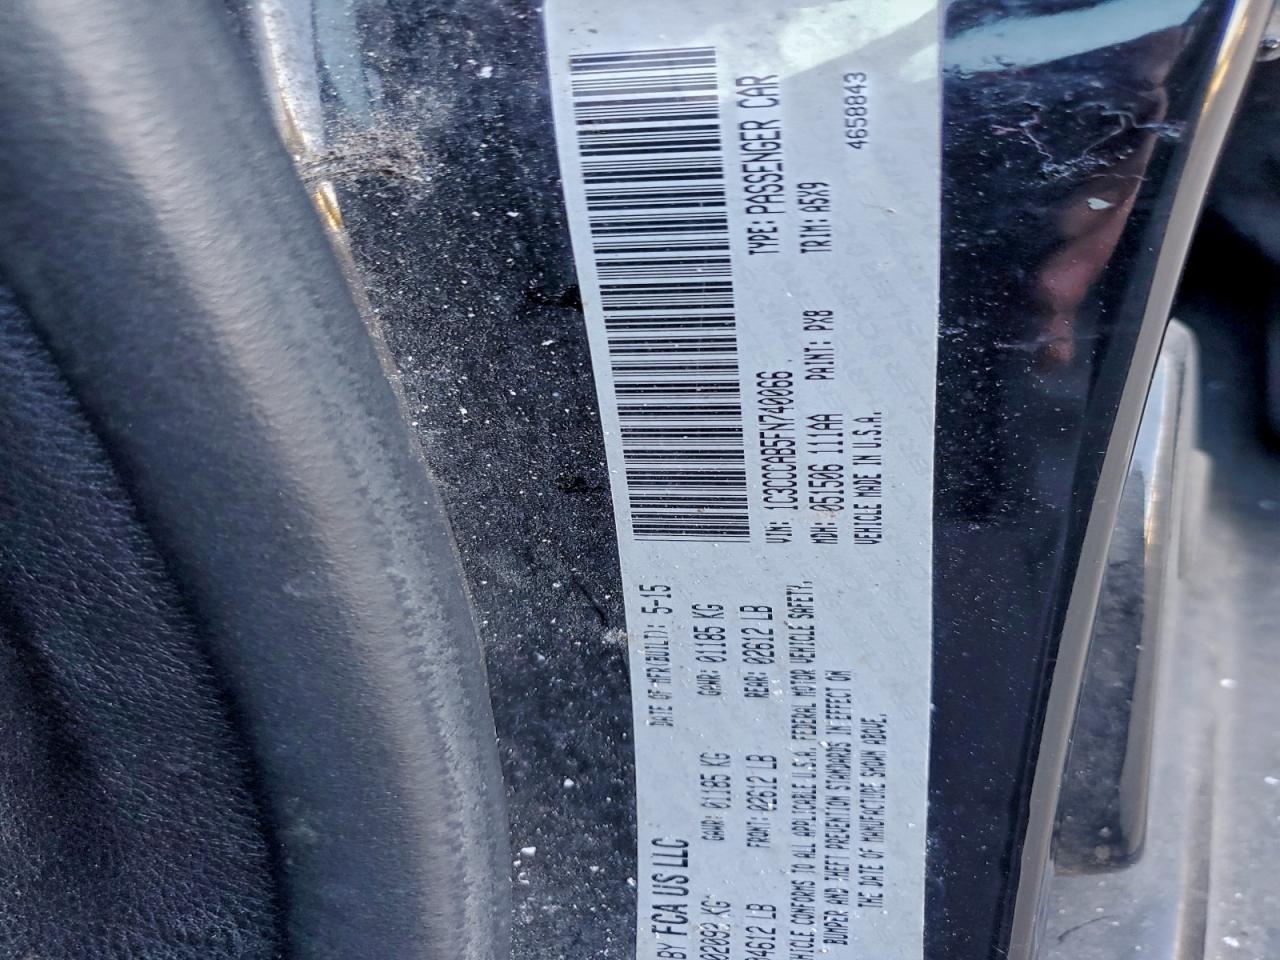 BY FCA US LLC
DATE OF MFR(BUILD): 5-15
02092 KG
GAWR: 01185 KG
GAWR: 01185 KG
4612 LB
FRONT: 02612 LB
REAR: 02612 LB
VEHICLE CONFORMS TO ALL APPLICABLE U.S.A. FEDERAL MOTOR VEHICLE SAFETY,
BUMPER AND THEFT PREVENTION STANDARDS IN EFFECT ON
THE DATE OF MANUFACTURE SHOWN ABOVE.
TYPE: PASSENGER CAR
VIN: 1C3CCCAB5FN740066
MDH: 051506 111AA
PAINT: PX8
TRIM: A5X9
VEHICLE MADE IN U.S.A.
4658843